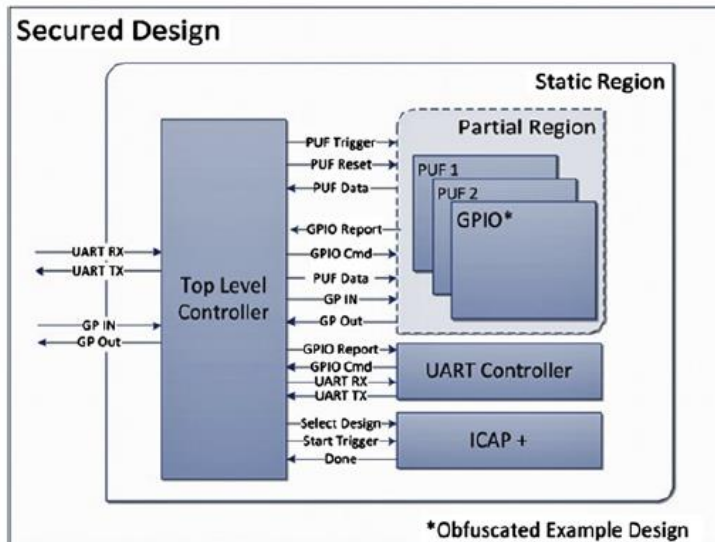 Secured Design
Static Region
Partial Region
PUF Trigger
PUF Reset
PUF Data
PUF 1
PUF 2
GPIO*
GPIO Report
GPIO Cmd
PUF Data
GP IN
GP Out
UART RX
UART TX
GP IN
GP Out
Top Level
Controller
GPIO Report
GPIO Cmd
UART RX
UART TX
UART Controller
Select Design
Start Trigger
Done
ICAP +
*Obfuscated Example Design